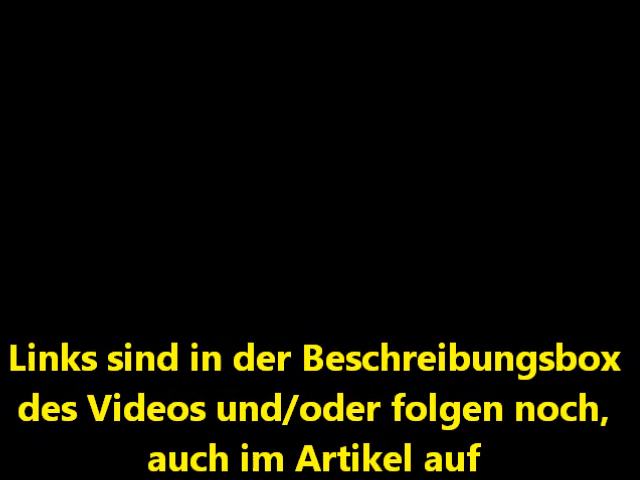 Links sind in der Beschreibungsbox
des Videos und/oder folgen noch,
auch im Artikel auf